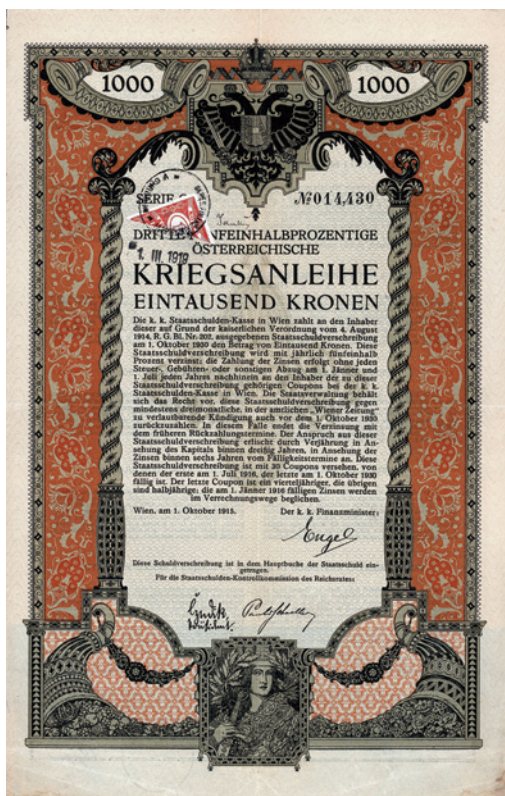 1000 1000
SERIE
№ 014,430
1. III. 1919
DRITTE FÜNFEINHALBPROZENTIGE
ÖSTERREICHISCHE
KRIEGSANLEIHE
EINTAUSEND KRONEN
Die k. k. Staatsschulden-Kasse in Wien zahlt an den Inhaber
dieser auf Grund der kaiserlichen Verordnung vom 4. August
1914, R. G. Bl. Nr. 202, ausgegebenen Staatsschuldverschreibung
am 1. Oktober 1930 den Betrag von Eintausend Kronen. Diese
Staatsschuldverschreibung wird mit jährlich fünfeinhalb
Prozent verzinst; die Zahlung der Zinsen erfolgt ohne jeden
Steuer-, Gebühren- oder sonstigen Abzug am 1. Jänner und
1. Juli jeden Jahres nachhinein an den Inhaber der zu dieser
Staatsschuldverschreibung gehörigen Coupons bei der k. k.
Staatsschulden-Kasse in Wien. Die Staatsverwaltung behält
sich das Recht vor, diese Staatsschuldverschreibung gegen
mindestens dreimonatliche, in der amtlichen „Wiener Zeitung"
zu verlautbarende Kündigung auch vor dem 1. Oktober 1930
zurückzuzahlen. In diesem Falle endet die Verzinsung mit
dem früheren Rückzahlungstermine. Der Anspruch aus dieser
Staatsschuldverschreibung erlischt durch Verjährung in An-
sehung des Kapitals binnen dreißig Jahren, in Ansehung der
Zinsen binnen sechs Jahren vom Fälligkeitstermine an. Diese
Staatsschuldverschreibung ist mit 30 Coupons versehen, von
denen der erste am 1. Juli 1916, der letzte am 1. Oktober 1930
fällig ist. Der letzte Coupon ist ein vierteljähriger, die übrigen
sind halbjährige; die am 1. Jänner 1916 fälligen Zinsen werden
im Verrechnungswege beglichen.
Wien, am 1. Oktober 1915. Der k. k. Finanzminister:
Engel
Diese Schuldverschreibung ist in dem Hauptbuche der Staatsschuld ein-
getragen.
Für die Staatsschulden-Kontrollkommission des Reichsrates: